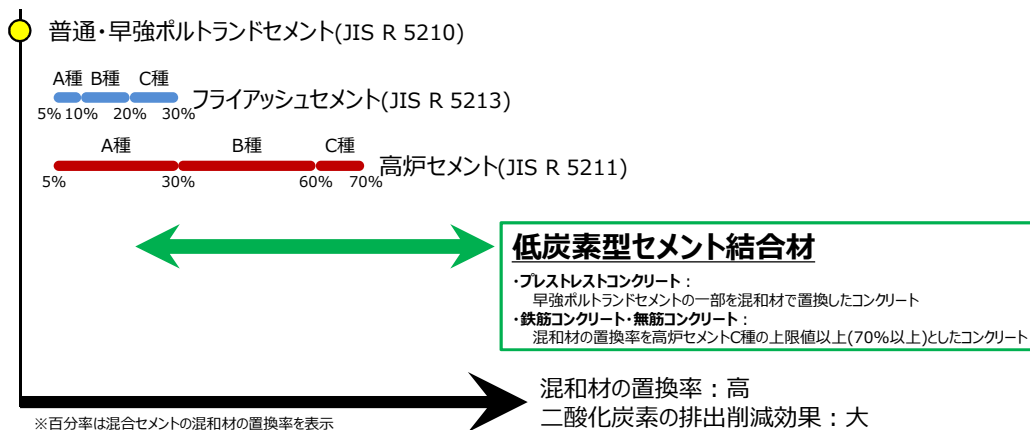 普通・早強ポルトランドセメント(JIS R 5210)
A種 B種 C種
5% 10% 20% 30%
フライアッシュセメント(JIS R 5213)
A種 B種 C種
5% 30% 60% 70%
高炉セメント(JIS R 5211)
低炭素型セメント結合材
・プレストレストコンクリート：
早強ポルトランドセメントの一部を混和材で置換したコンクリート
・鉄筋コンクリート・無筋コンクリート：
混和材の置換率を高炉セメントC種の上限値以上(70%以上)としたコンクリート
混和材の置換率：高
二酸化炭素の排出削減効果：大
※百分率は混合セメントの混和材の置換率を表示